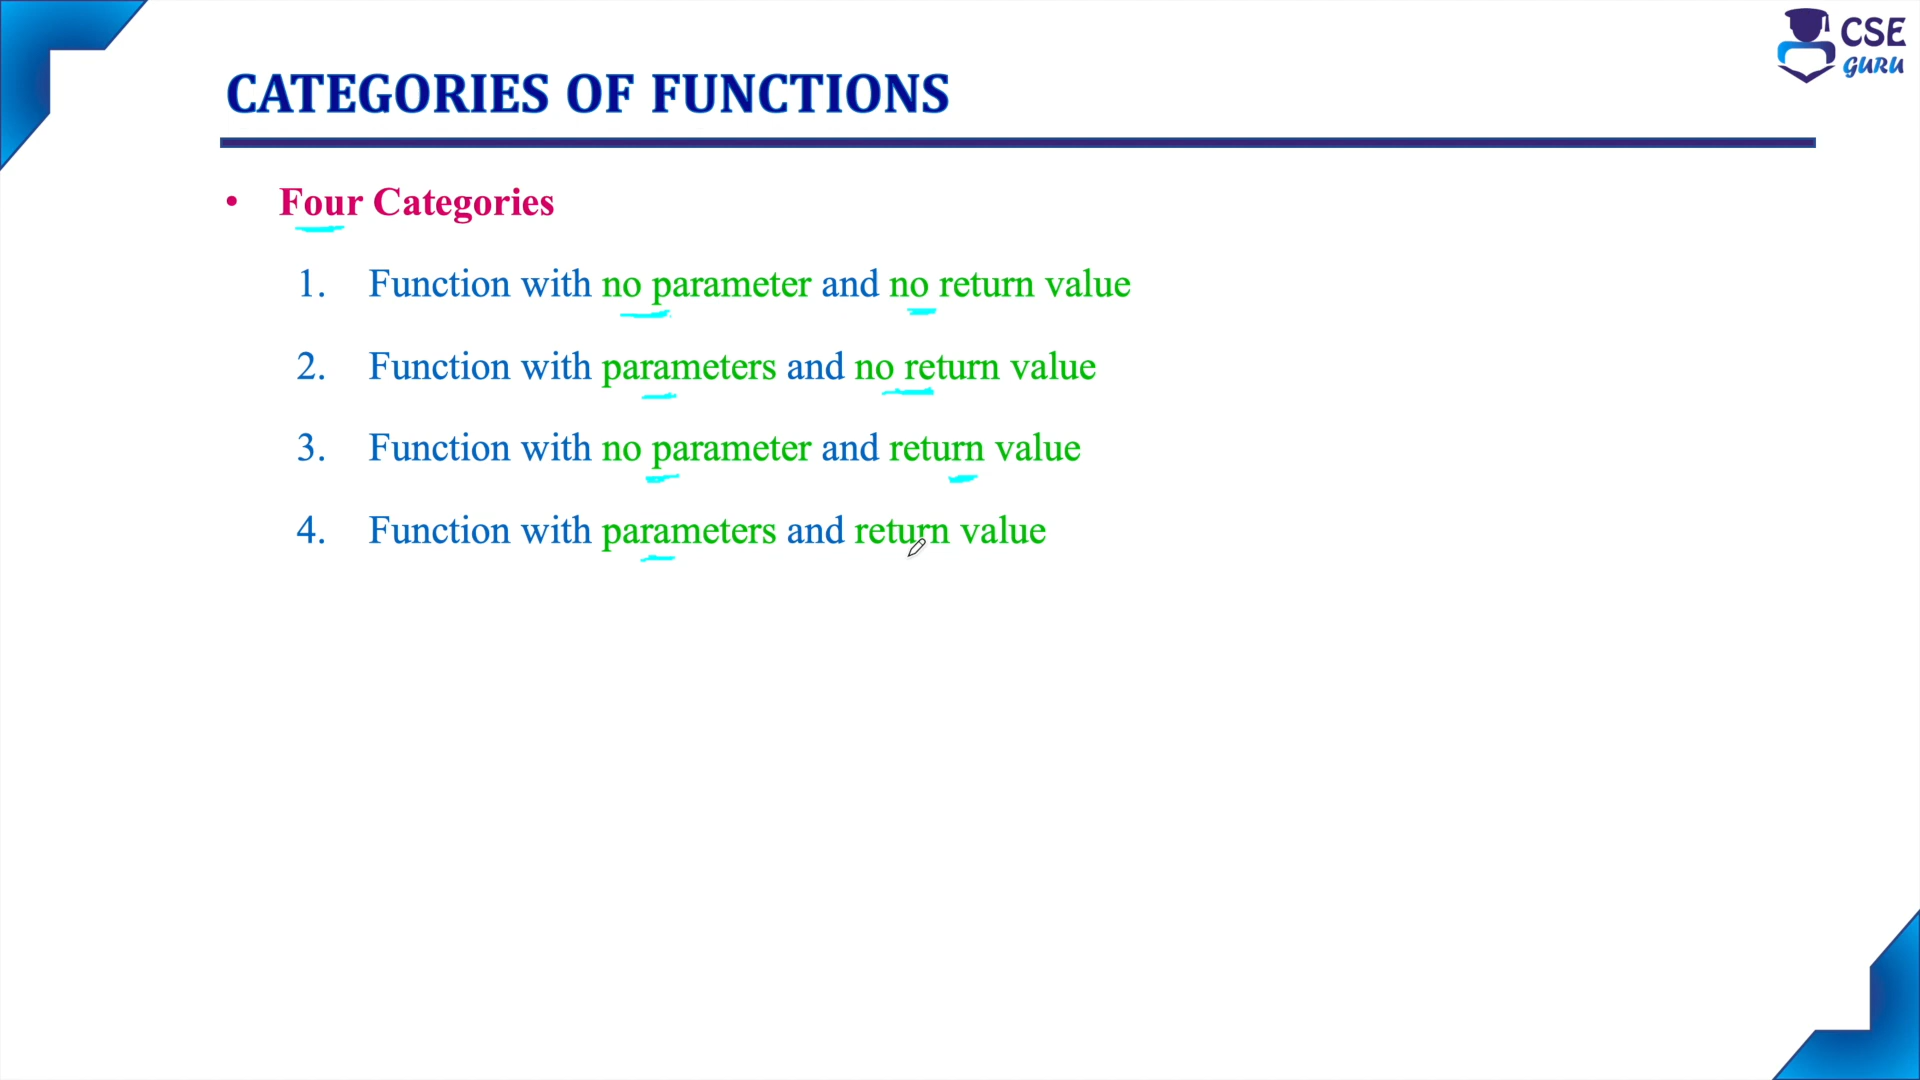 CSE
GURU
CATEGORIES OF FUNCTIONS
• Four Categories
1. Function with no parameter and no return value
2. Function with parameters and no return value
3. Function with no parameter and return value
4. Function with parameters and return value